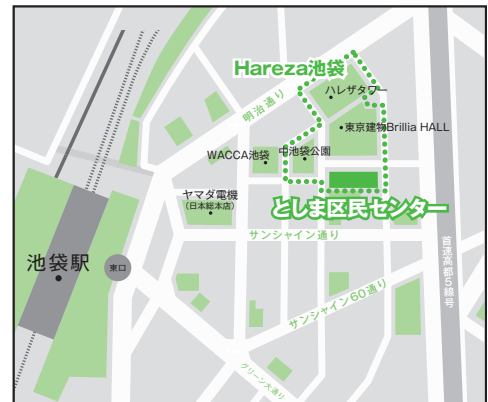 Hareza池袋
ハレザタワー
明治通り
東京建物Brillia HALL
WACCA池袋
中池袋公園
ヤマダ電機
(日本総本店)
としま区民センター
サンシャイン通り
池袋駅
東口
首速高都5線号
サンシャイン60通り
グリーン大通り